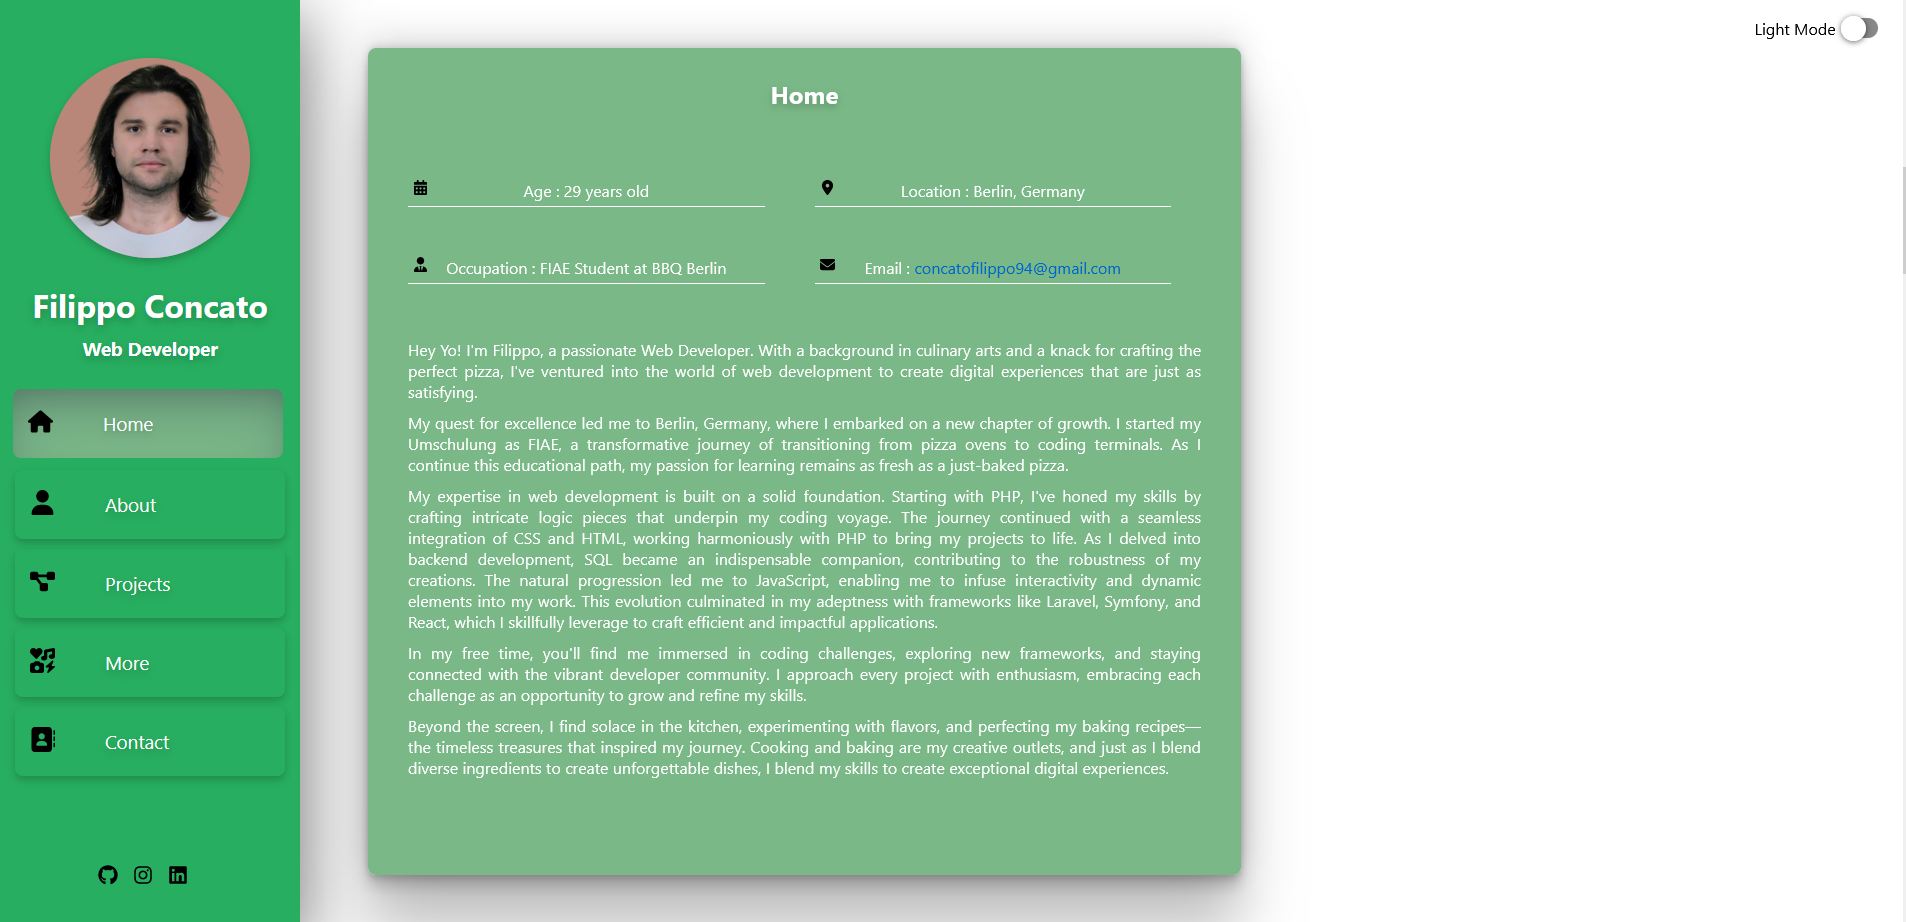 Light Mode
Filippo Concato
Web Developer
Home
About
Projects
More
Contact
Home
Age : 29 years old
Location : Berlin, Germany
Occupation : FIAE Student at BBQ Berlin
Email : concatofilippo94@gmail.com
Hey Yo! I'm Filippo, a passionate Web Developer. With a background in culinary arts and a knack for crafting the
perfect pizza, I've ventured into the world of web development to create digital experiences that are just as
satisfying.
My quest for excellence led me to Berlin, Germany, where I embarked on a new chapter of growth. I started my
Umschulung as FIAE, a transformative journey of transitioning from pizza ovens to coding terminals. As I
continue this educational path, my passion for learning remains as fresh as a just-baked pizza.
My expertise in web development is built on a solid foundation. Starting with PHP, I've honed my skills by
crafting intricate logic pieces that underpin my coding voyage. The journey continued with a seamless
integration of CSS and HTML, working harmoniously with PHP to bring my projects to life. As I delved into
backend development, SQL became an indispensable companion, contributing to the robustness of my
creations. The natural progression led me to JavaScript, enabling me to infuse interactivity and dynamic
elements into my work. This evolution culminated in my adeptness with frameworks like Laravel, Symfony, and
React, which I skillfully leverage to craft efficient and impactful applications.
In my free time, you'll find me immersed in coding challenges, exploring new frameworks, and staying
connected with the vibrant developer community. I approach every project with enthusiasm, embracing each
challenge as an opportunity to grow and refine my skills.
Beyond the screen, I find solace in the kitchen, experimenting with flavors, and perfecting my baking recipes—
the timeless treasures that inspired my journey. Cooking and baking are my creative outlets, and just as I blend
diverse ingredients to create unforgettable dishes, I blend my skills to create exceptional digital experiences.